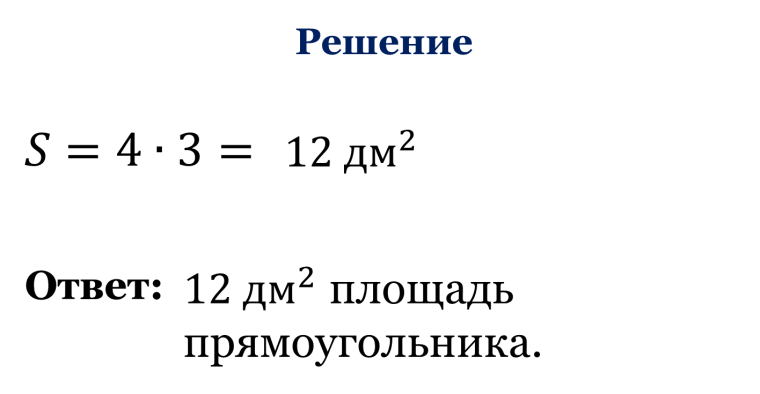 Решение
S = 4 · 3 = 12 дм²
Ответ: 12 дм² площадь
прямоугольника.